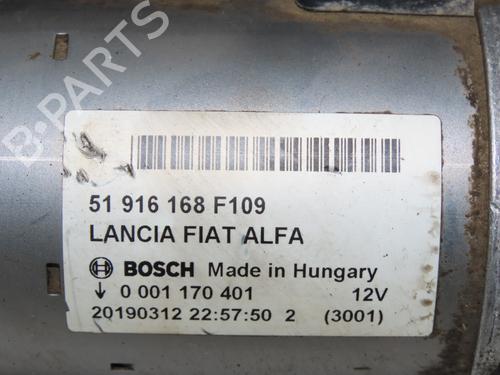 B-PARTS
51 916 168 F109
LANCIA FIAT ALFA
BOSCH Made in Hungary
↓ 0 001 170 401 12V
20190312 22:57:50 2 (3001)